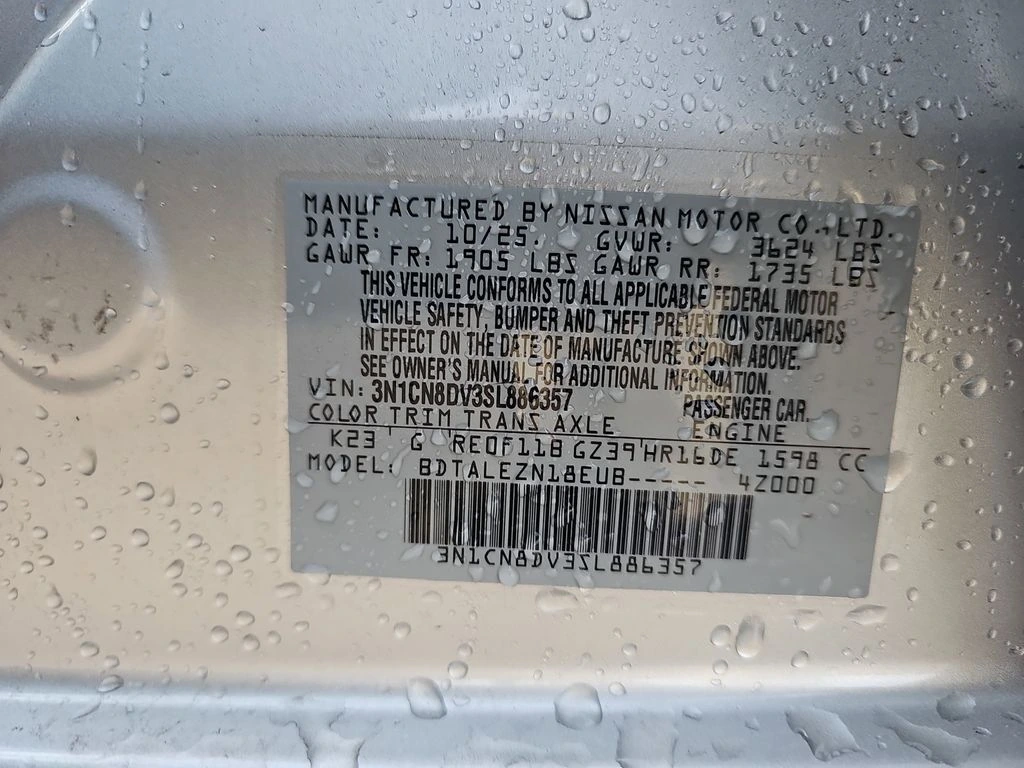 MANUFACTURED BY NISSAN MOTOR CO., LTD.
DATE: 10/25. GVWR: 3624 LBS
GAWR FR: 1905 LBS GAWR RR: 1735 LBS
THIS VEHICLE CONFORMS TO ALL APPLICABLE FEDERAL MOTOR
VEHICLE SAFETY, BUMPER AND THEFT PREVENTION STANDARDS
IN EFFECT ON THE DATE OF MANUFACTURE SHOWN ABOVE.
SEE OWNER'S MANUAL FOR ADDITIONAL INFORMATION.
VIN: 3N1CN8DV3SL886357 PASSENGER CAR.
COLOR TRIM TRANS AXLE ENGINE
K23 ' G ' RE0F11B GZ39 ' HR16DE 1598 CC
MODEL: BDTALEZN18EUB----- 4Z000
3N1CN8DV3SL886357